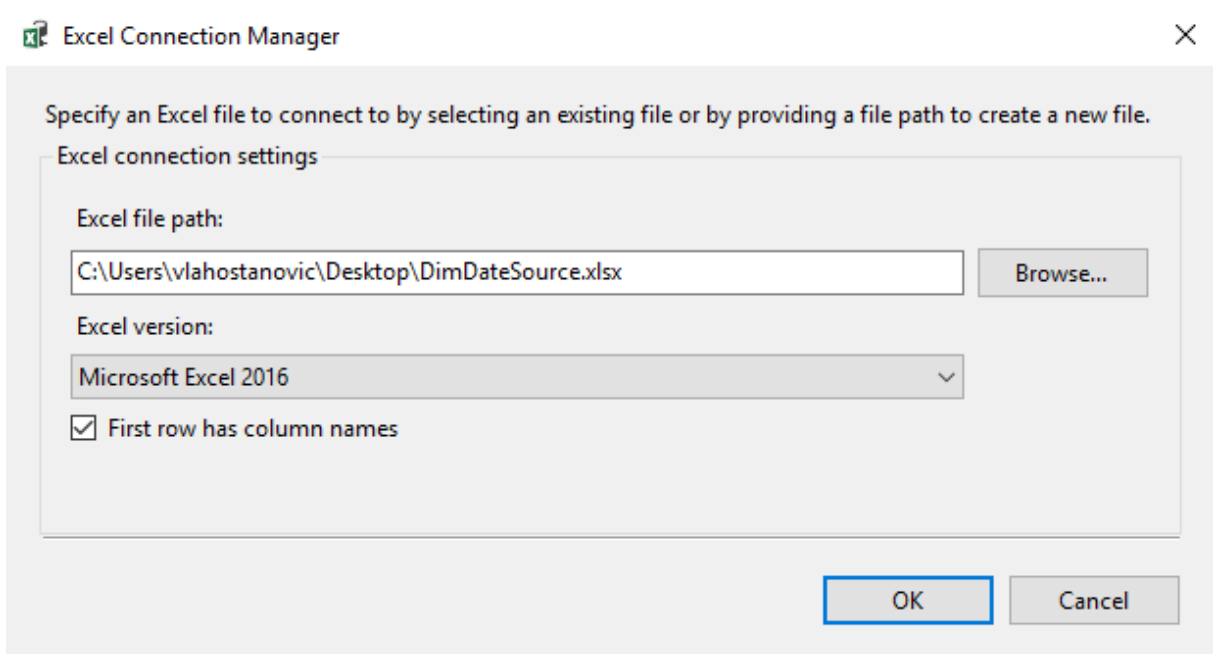 Excel Connection Manager
Specify an Excel file to connect to by selecting an existing file or by providing a file path to create a new file.
Excel connection settings
Excel file path:
C:\Users\vlahostanovic\Desktop\DimDateSource.xlsx
Browse...
Excel version:
Microsoft Excel 2016
First row has column names
OK
Cancel